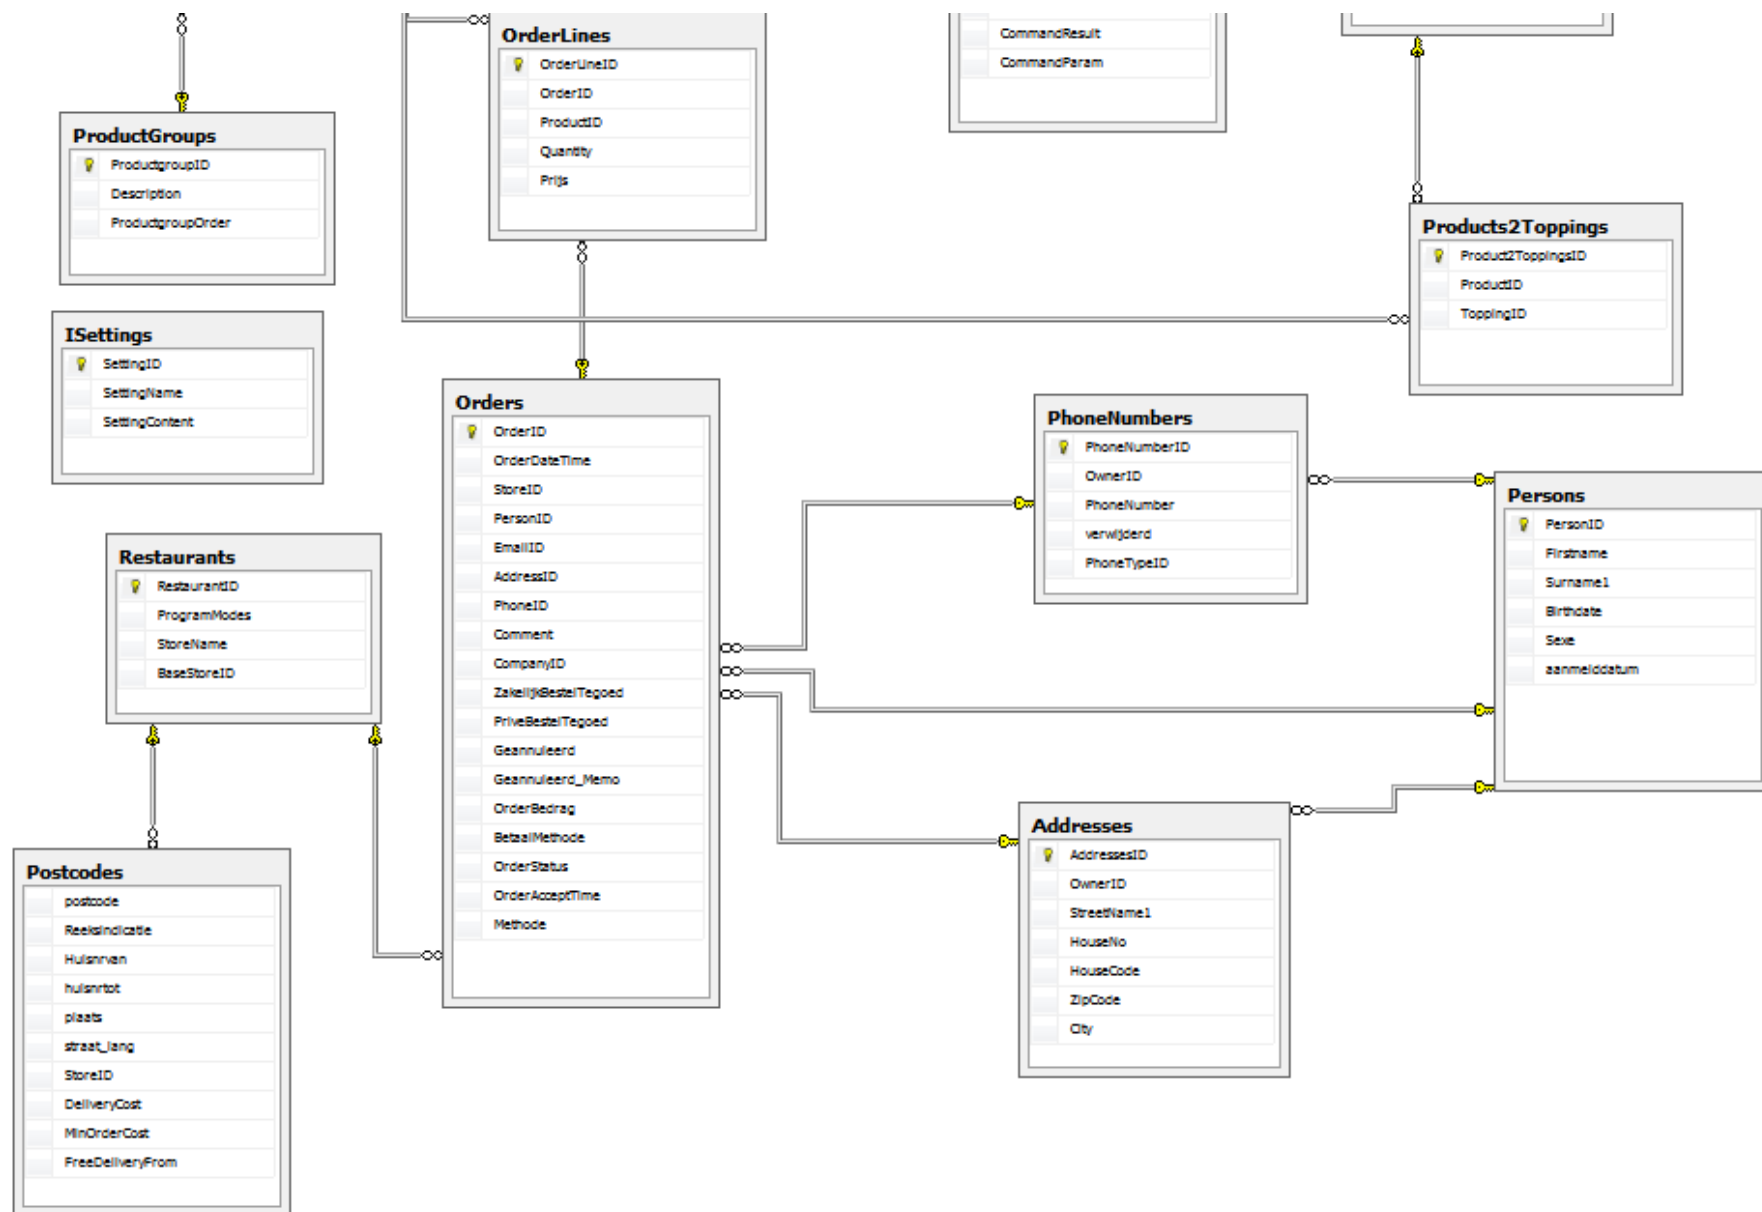 OrderLines
OrderLineID
OrderID
ProductID
Quantity
Prijs
CommandResult
CommandParam
ProductGroups
ProductgroupID
Description
ProductgroupOrder
Products2Toppings
Product2ToppingsID
ProductID
ToppingID
ISettings
SettingID
SettingName
SettingContent
Orders
OrderID
OrderDateTime
StoreID
PersonID
EmailID
AddressID
PhoneID
Comment
CompanyID
ZakelijkBestelTegoed
PriveBestelTegoed
Geannuleerd
Geannuleerd_Memo
OrderBedrag
BetaalMethode
OrderStatus
OrderAcceptTime
Methode
PhoneNumbers
PhoneNumberID
OwnerID
PhoneNumber
verwijderd
PhoneTypeID
Persons
PersonID
Firstname
Surname1
Birthdate
Sexe
aanmelddatum
Restaurants
RestaurantID
ProgramModes
StoreName
BaseStoreID
Addresses
AddressesID
OwnerID
StreetName1
HouseNo
HouseCode
ZipCode
City
Postcodes
postcode
Reeksindicatie
Huisnrvan
huisnrtot
plaats
straat_lang
StoreID
DeliveryCost
MinOrderCost
FreeDeliveryFrom